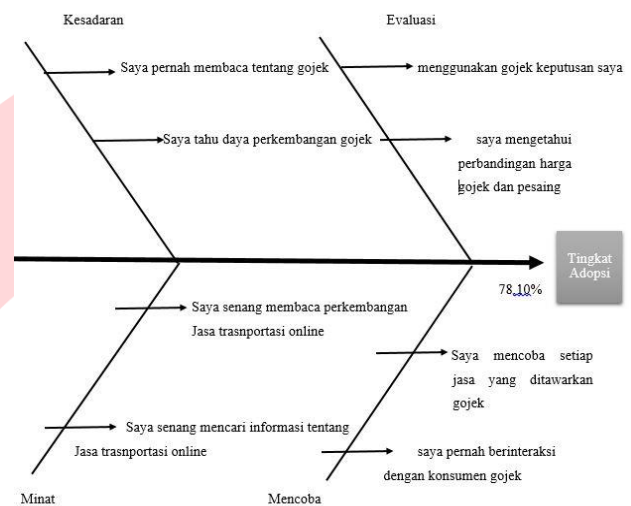 Kesadaran
Evaluasi
Saya pernah membaca tentang gojek
menggunakan gojek keputusan saya
Saya tahu daya perkembangan gojek
saya mengetahui
perbandingan harga
gojek dan pesaing
Tingkat
Adopsi
78,10%
Saya senang membaca perkembangan
Jasa trasnportasi online
Saya mencoba setiap
jasa yang ditawarkan
gojek
Saya senang mencari informasi tentang
Jasa trasnportasi online
saya pernah berinteraksi
dengan konsumen gojek
Minat
Mencoba